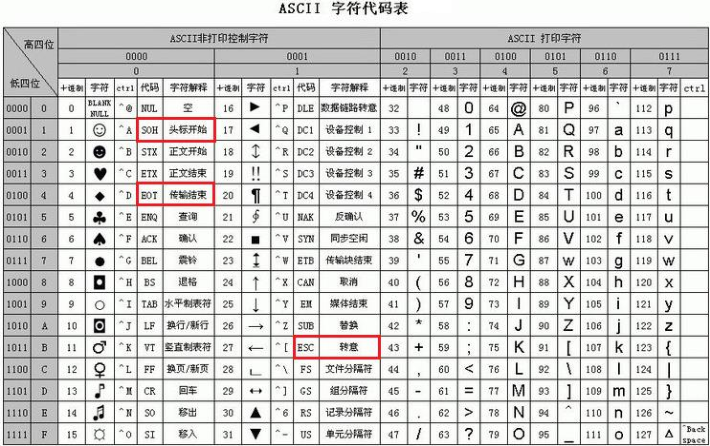 ASCII 字符代码表
高四位 ASCII非打印控制字符 ASCII 打印字符
0000 0001 0010 0011 0100 0101 0110 0111
低四位 0 1 2 3 4 5 6 7
十进制 字符 ctrl 代码 字符解释 十进制 字符 ctrl 代码 字符解释 十进制 字符 十进制 字符 十进制 字符 十进制 字符 十进制 字符 十进制 字符 ctrl
0000 0 0 BLANK NULL ^@ NUL 空 16 ► ^P DLE 数据链路转意 32 48 0 64 @ 80 P 96 ` 112 p
0001 1 1 ☺ ^A SOH 头标开始 17 ◄ ^Q DC1 设备控制 1 33 ! 49 1 65 A 81 Q 97 a 113 q
0010 2 2 ☻ ^B STX 正文开始 18 ↕ ^R DC2 设备控制 2 34 " 50 2 66 B 82 R 98 b 114 r
0011 3 3 ♥ ^C ETX 正文结束 19 !! ^S DC3 设备控制 3 35 # 51 3 67 C 83 S 99 c 115 s
0100 4 4 ♦ ^D EOT 传输结束 20 ¶ ^T DC4 设备控制 4 36 $ 52 4 68 D 84 T 100 d 116 t
0101 5 5 ♣ ^E ENQ 查询 21 ∮ ^U NAK 反确认 37 % 53 5 69 E 85 U 101 e 117 u
0110 6 6 ♠ ^F ACK 确认 22 ■ ^V SYN 同步空闲 38 & 54 6 70 F 86 V 102 f 118 v
0111 7 7 ● ^G BEL 震铃 23 ↨ ^W ETB 传输块结束 39 ' 55 7 71 G 87 w 103 g 119 w
1000 8 8 ◘ ^H BS 退格 24 ↑ ^X CAN 取消 40 ( 56 8 72 H 88 X 104 h 120 x
1001 9 9 ○ ^I TAB 水平制表符 25 ↓ ^Y EM 媒体结束 41 ) 57 9 73 I 89 Y 105 i 121 y
1010 A 10 ◙ ^J LF 换行/新行 26 → ^Z SUB 替换 42 * 58 : 74 J 90 Z 106 j 122 z
1011 B 11 ♂ ^K VT 竖直制表符 27 ← ^[ ESC 转意 43 + 59 ; 75 K 91 [ 107 k 123 {
1100 C 12 ♀ ^L FF 换页/新页 28 ∟ ^\ FS 文件分隔符 44 , 60 < 76 L 92 \ 108 l 124 |
1101 D 13 ♪ ^M CR 回车 29 ↔ ^] GS 组分隔符 45 - 61 = 77 M 93 ] 109 m 125 }
1110 E 14 ♫ ^N SO 移出 30 ▲ ^6 RS 记录分隔符 46 . 62 > 78 N 94 ^ 110 n 126 ~
1111 F 15 ☼ ^O SI 移入 31 ▼ ^- US 单元分隔符 47 / 63 ? 79 O 95 _ 111 o 127 Δ ^Back space